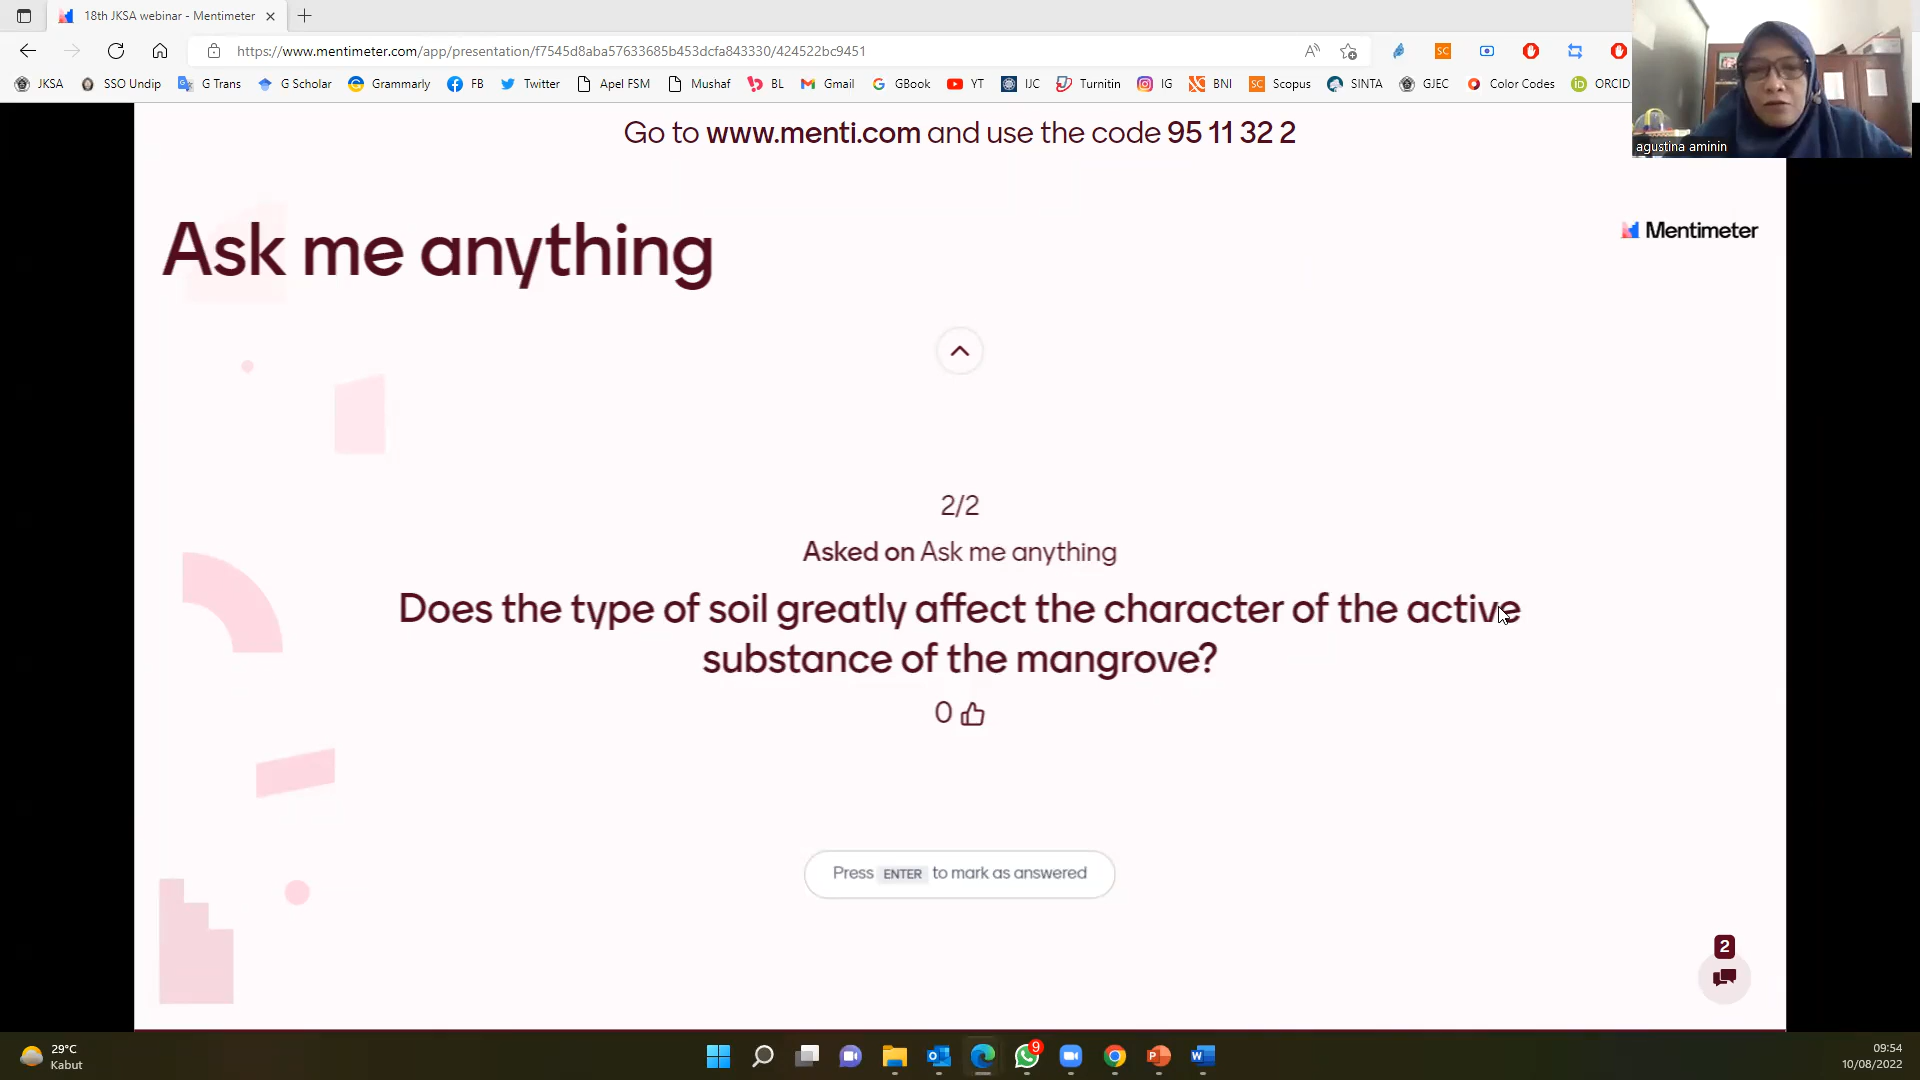 18th JKSA webinar - Mentimeter
https://www.mentimeter.com/app/presentation/f7545d8aba57633685b453dcfa843330/424522bc9451
JKSA SSO Undip G Trans G Scholar Grammarly FB Twitter Apel FSM Mushaf BL Gmail GBook YT IJC Turnitin IG BNI Scopus SINTA GJEC Color Codes ORCID
agustina aminin
Go to www.menti.com and use the code 95 11 32 2
Ask me anything
Mentimeter
2/2
Asked on Ask me anything
Does the type of soil greatly affect the character of the active
substance of the mangrove?
0
Press ENTER to mark as answered
2
29°C
Kabut
9
09:54
10/08/2022